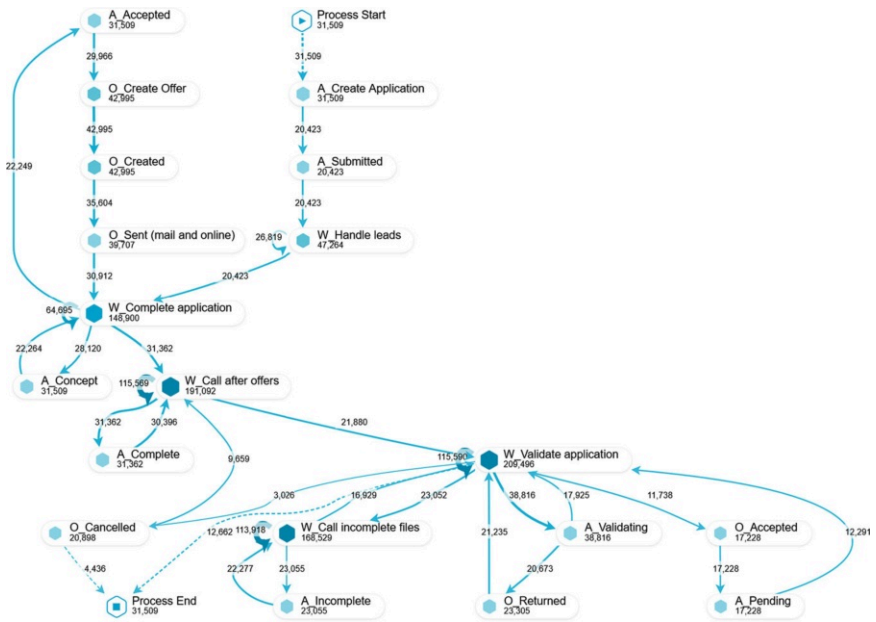 A_Accepted
31,509
Process Start
31,509
29,966
31,509
O_Create Offer
42,995
A_Create Application
31,509
42,995
20,423
O_Created
42,995
A_Submitted
20,423
22,249
35,604
20,423
O_Sent (mail and online)
39,707
26,819
W_Handle leads
47,264
30,912
20,423
64,695
W_Complete application
148,900
22,264
28,120
31,362
A_Concept
31,509
115,569
W_Call after offers
191,092
31,362
30,396
21,880
A_Complete
31,362
9,659
115,590
W_Validate application
209,496
3,026
16,929
23,052
38,816
17,925
11,738
O_Cancelled
20,898
12,662
113,918
W_Call incomplete files
168,529
21,235
A_Validating
38,816
O_Accepted
17,228
12,291
4,436
22,277
23,055
20,673
17,228
Process End
31,509
A_Incomplete
23,055
O_Returned
23,305
A_Pending
17,228